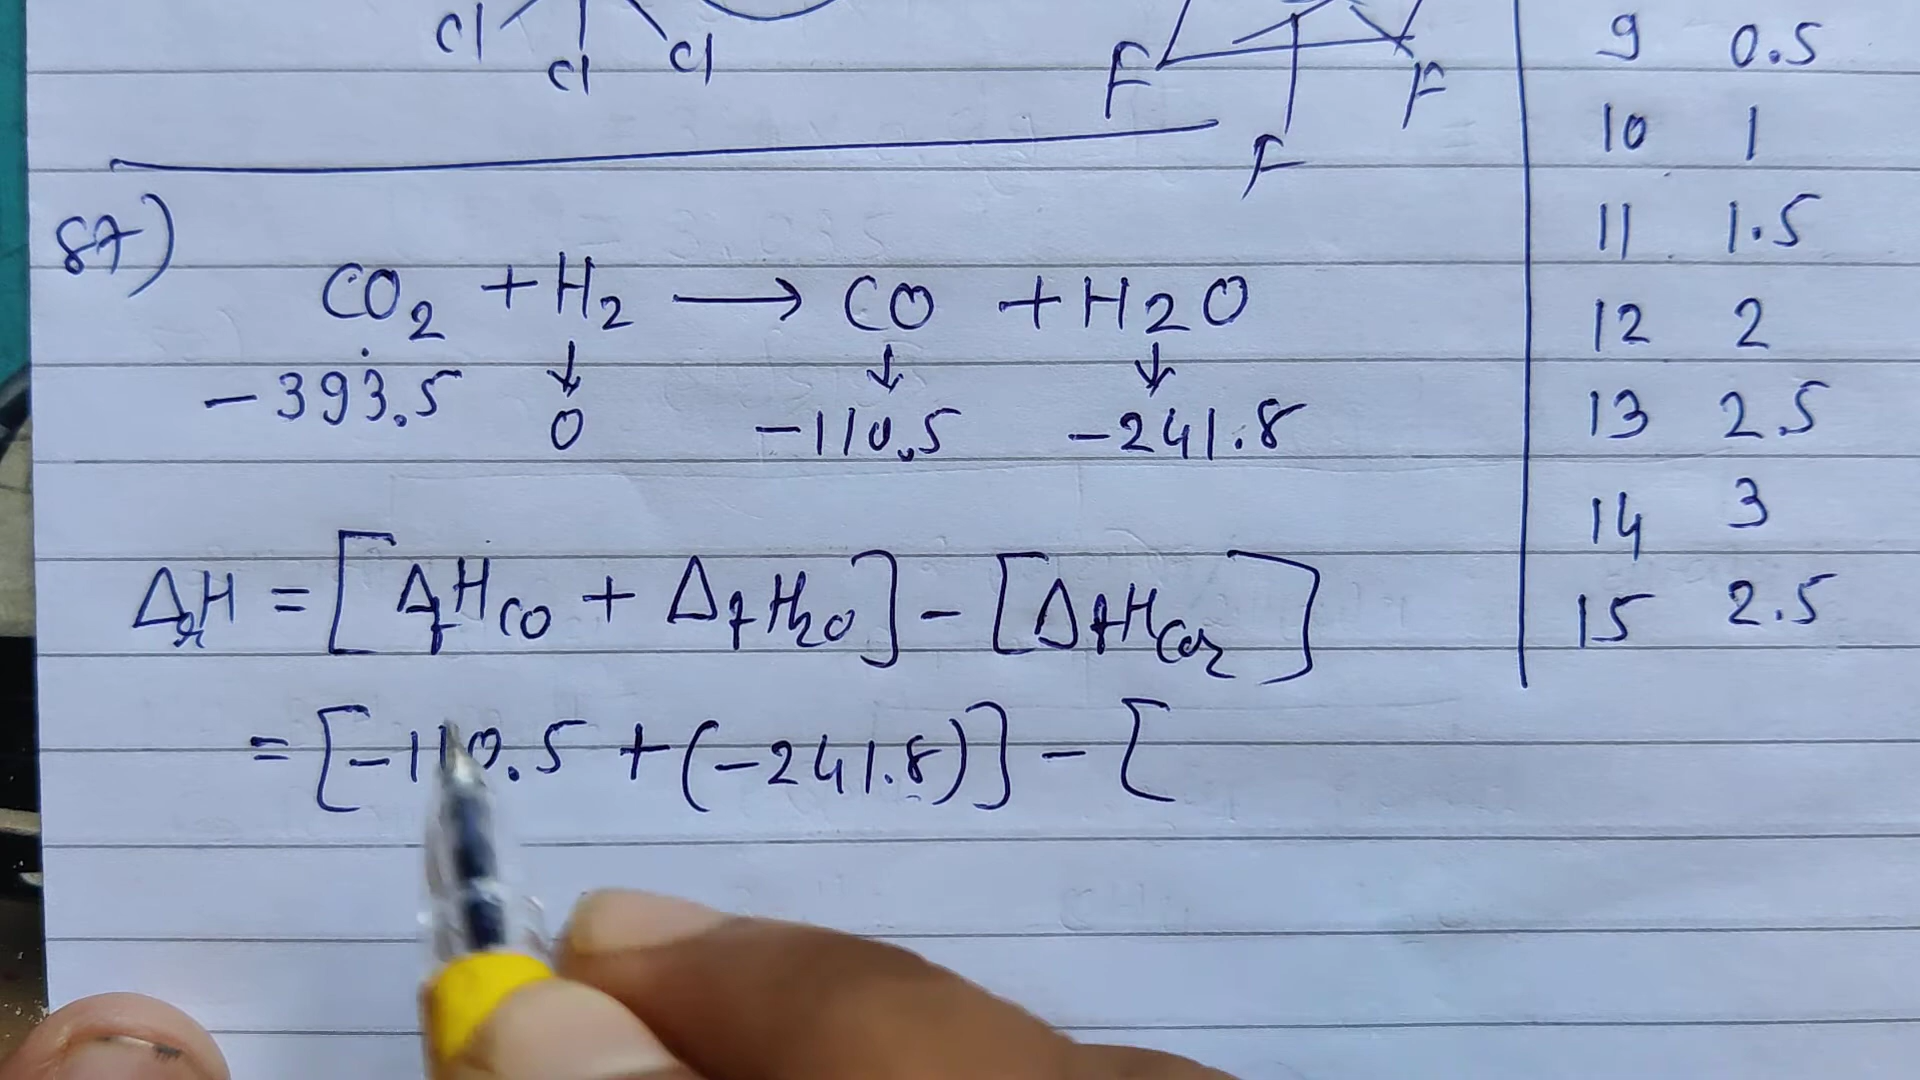 Cl Cl Cl F F F
87)
CO2 + H2 → CO + H2O
↓ ↓ ↓
-393.5 0 -110.5 -241.8
ΔrH = [ΔfHCO + ΔfH2O] - [ΔfHCO2]
= [-110.5 + (-241.8)] - [
9 0.5
10 1
11 1.5
12 2
13 2.5
14 3
15 2.5